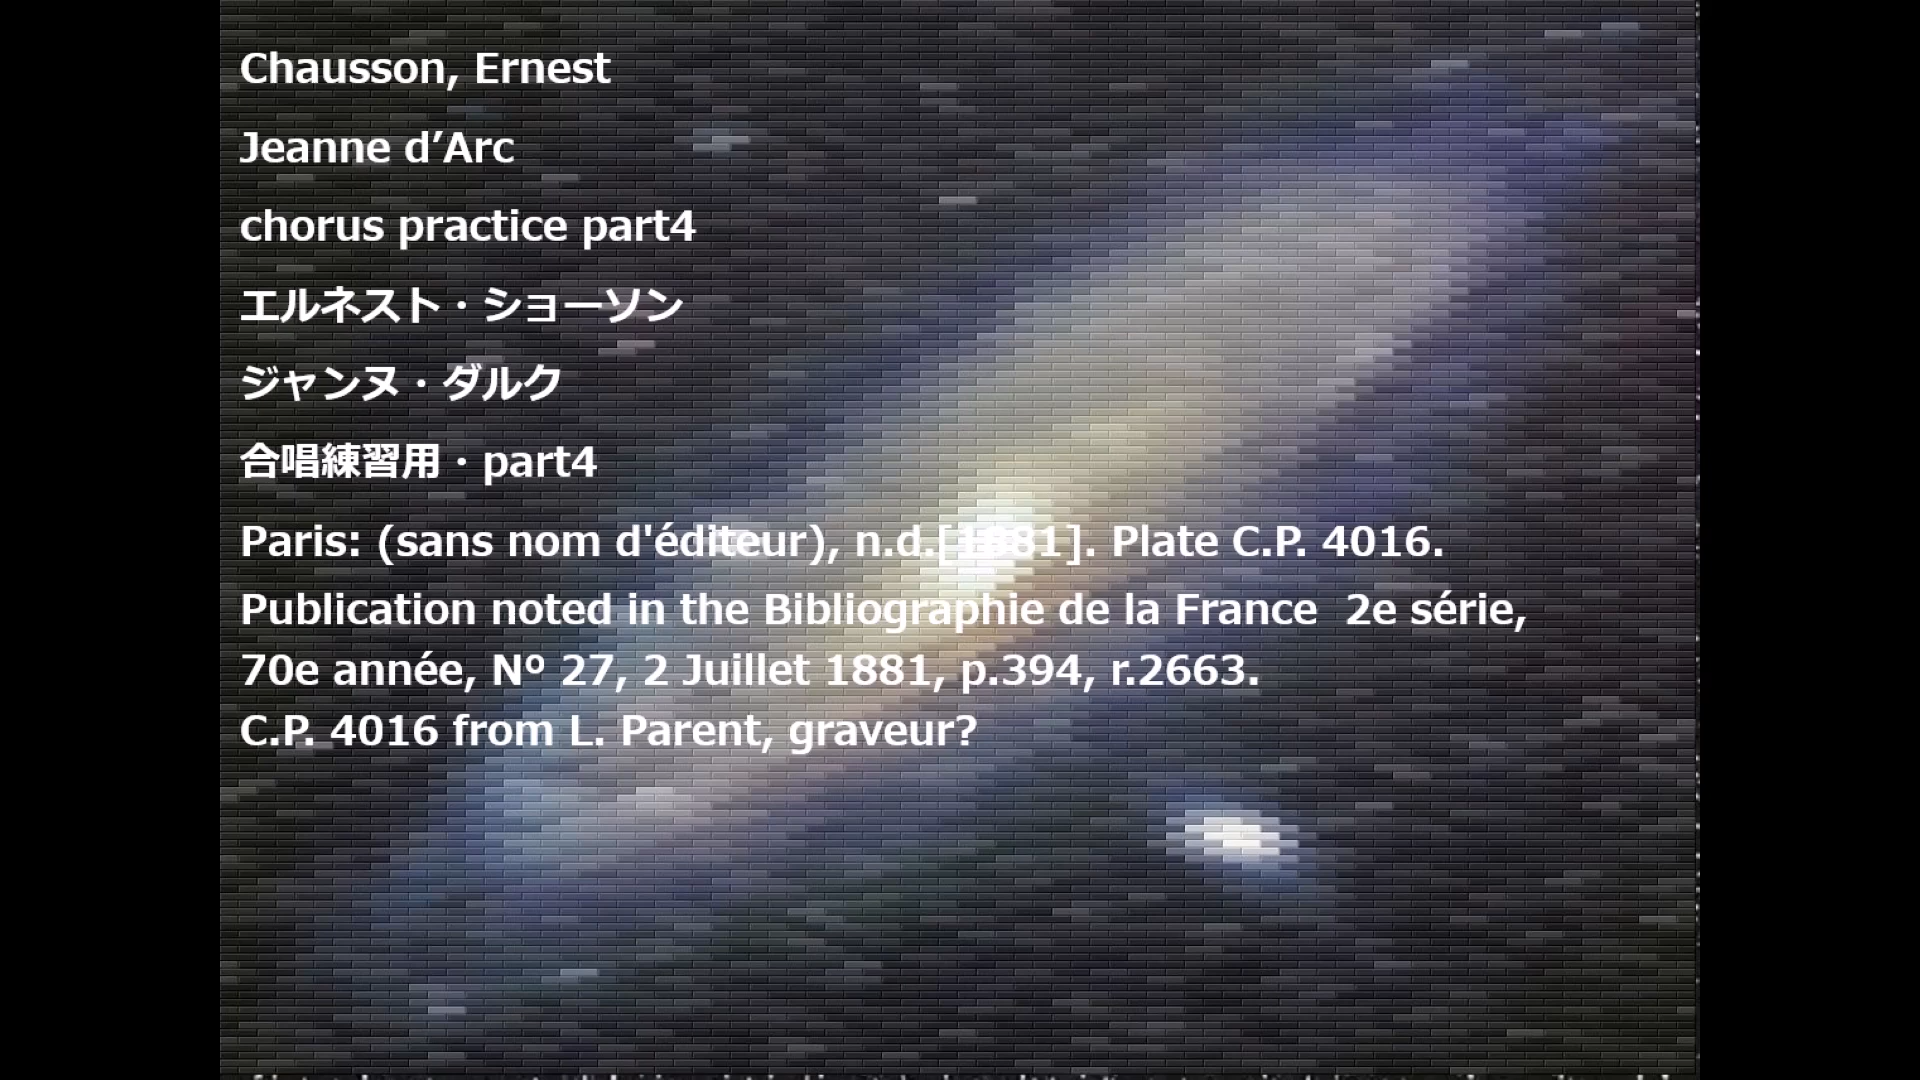 Chausson, Ernest
Jeanne d’Arc
chorus practice part4
エルネスト・ショーソン
ジャンヌ・ダルク
合唱練習用・part4
Paris: (sans nom d'éditeur), n.d.[1881]. Plate C.P. 4016.
Publication noted in the Bibliographie de la France 2e série,
70e année, Nº 27, 2 Juillet 1881, p.394, r.2663.
C.P. 4016 from L. Parent, graveur?